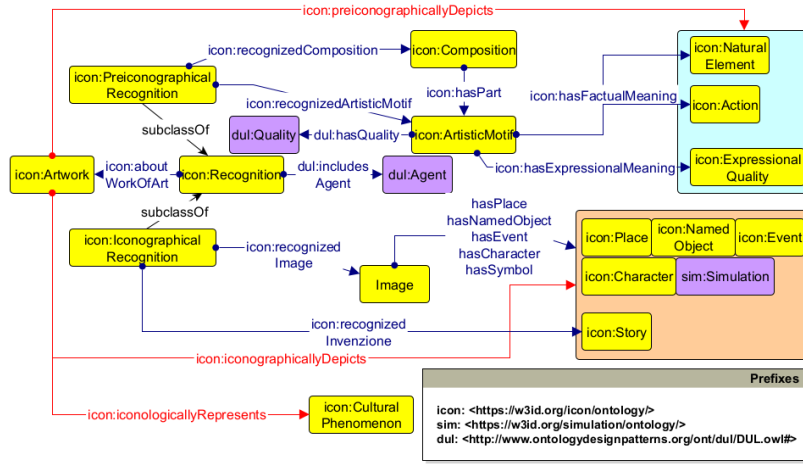 icon:preiconographicallyDepicts
icon:recognizedComposition
icon:Composition
icon:Natural
Element
icon:Preiconographical
Recognition
icon:hasPart
icon:recognizedArtisticMotif
icon:hasFactualMeaning
icon:Action
subclassOf
dul:Quality
dul:hasQuality
icon:ArtisticMotif
icon:Artwork
icon:about
WorkOfArt
icon:Recognition
dul:includes
Agent
dul:Agent
icon:hasExpressionalMeaning
icon:Expressional
Quality
subclassOf
icon:Iconographical
Recognition
icon:recognized
Image
Image
hasPlace
hasNamedObject
hasEvent
hasCharacter
hasSymbol
icon:Place
icon:Named
Object
icon:Event
icon:Character
sim:Simulation
icon:recognized
Invenzione
icon:Story
icon:iconographicallyDepicts
icon:iconologicallyRepresents
icon:Cultural
Phenomenon
Prefixes
icon: <https://w3id.org/icon/ontology/>
sim: <https://w3id.org/simulation/ontology/>
dul: <http://www.ontologydesignpatterns.org/ont/dul/DUL.owl#>